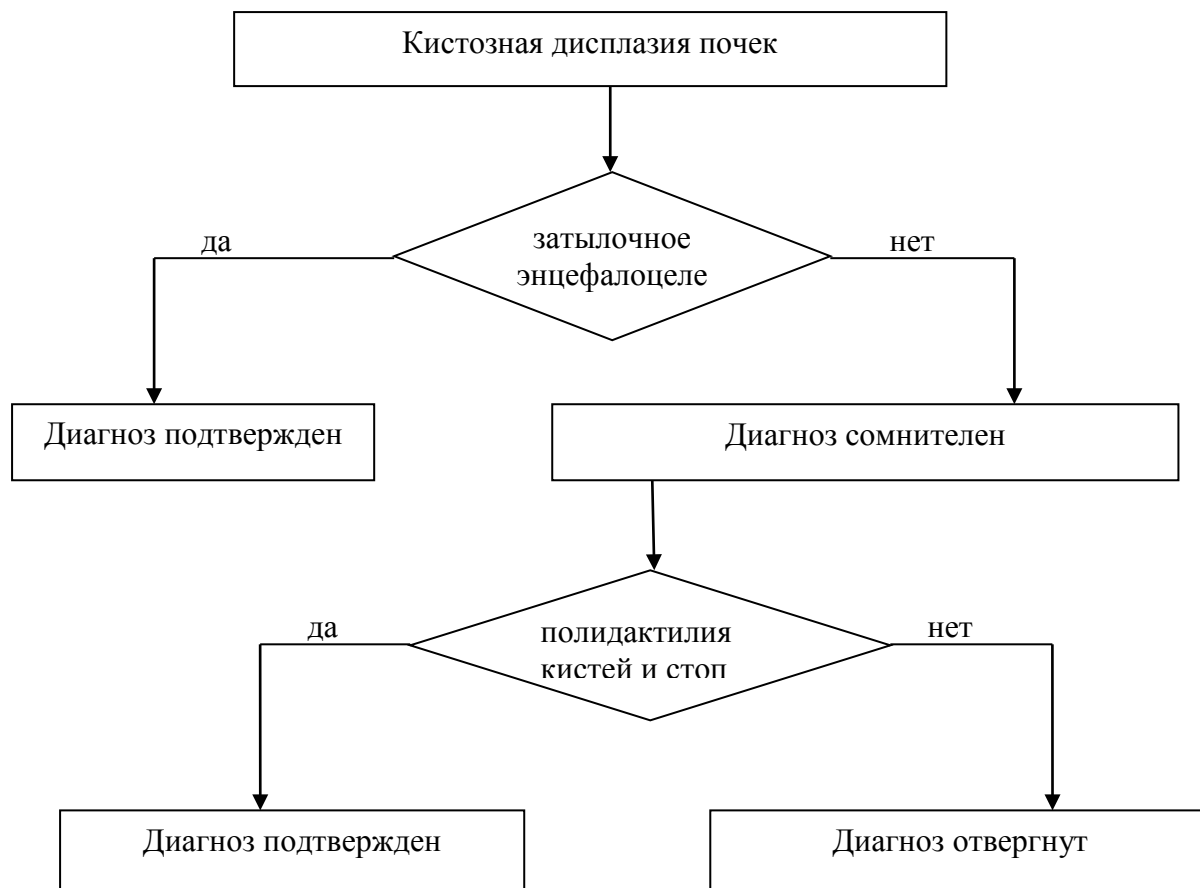 Кистозная дисплазия почек
затылочное
энцефалоцеле
да
нет
Диагноз подтвержден
Диагноз сомнителен
полидактилия
кистей и стоп
да
нет
Диагноз подтвержден
Диагноз отвергнут